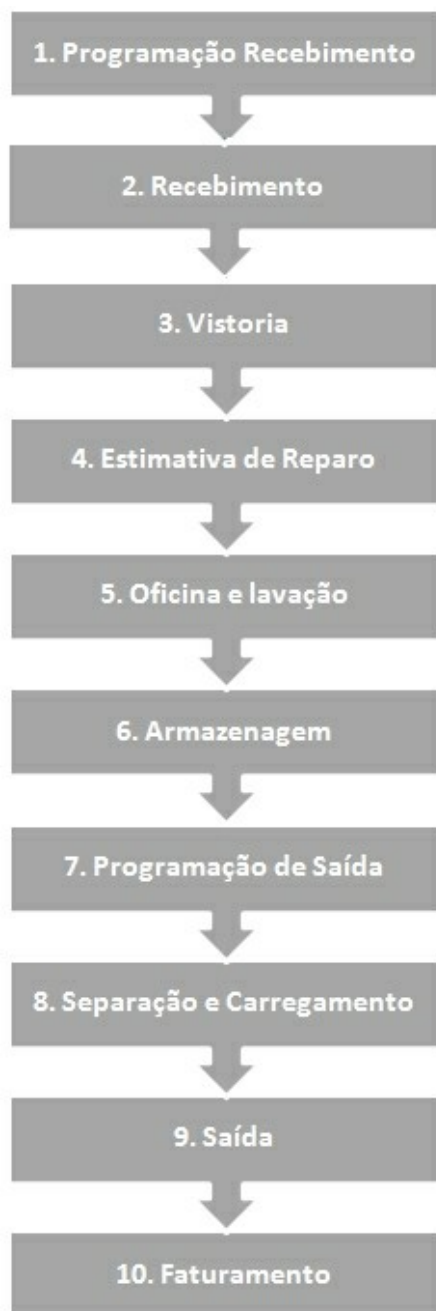 1. Programação Recebimento
2. Recebimento
3. Vistoria
4. Estimativa de Reparo
5. Oficina e lavação
6. Armazenagem
7. Programação de Saída
8. Separação e Carregamento
9. Saída
10. Faturamento